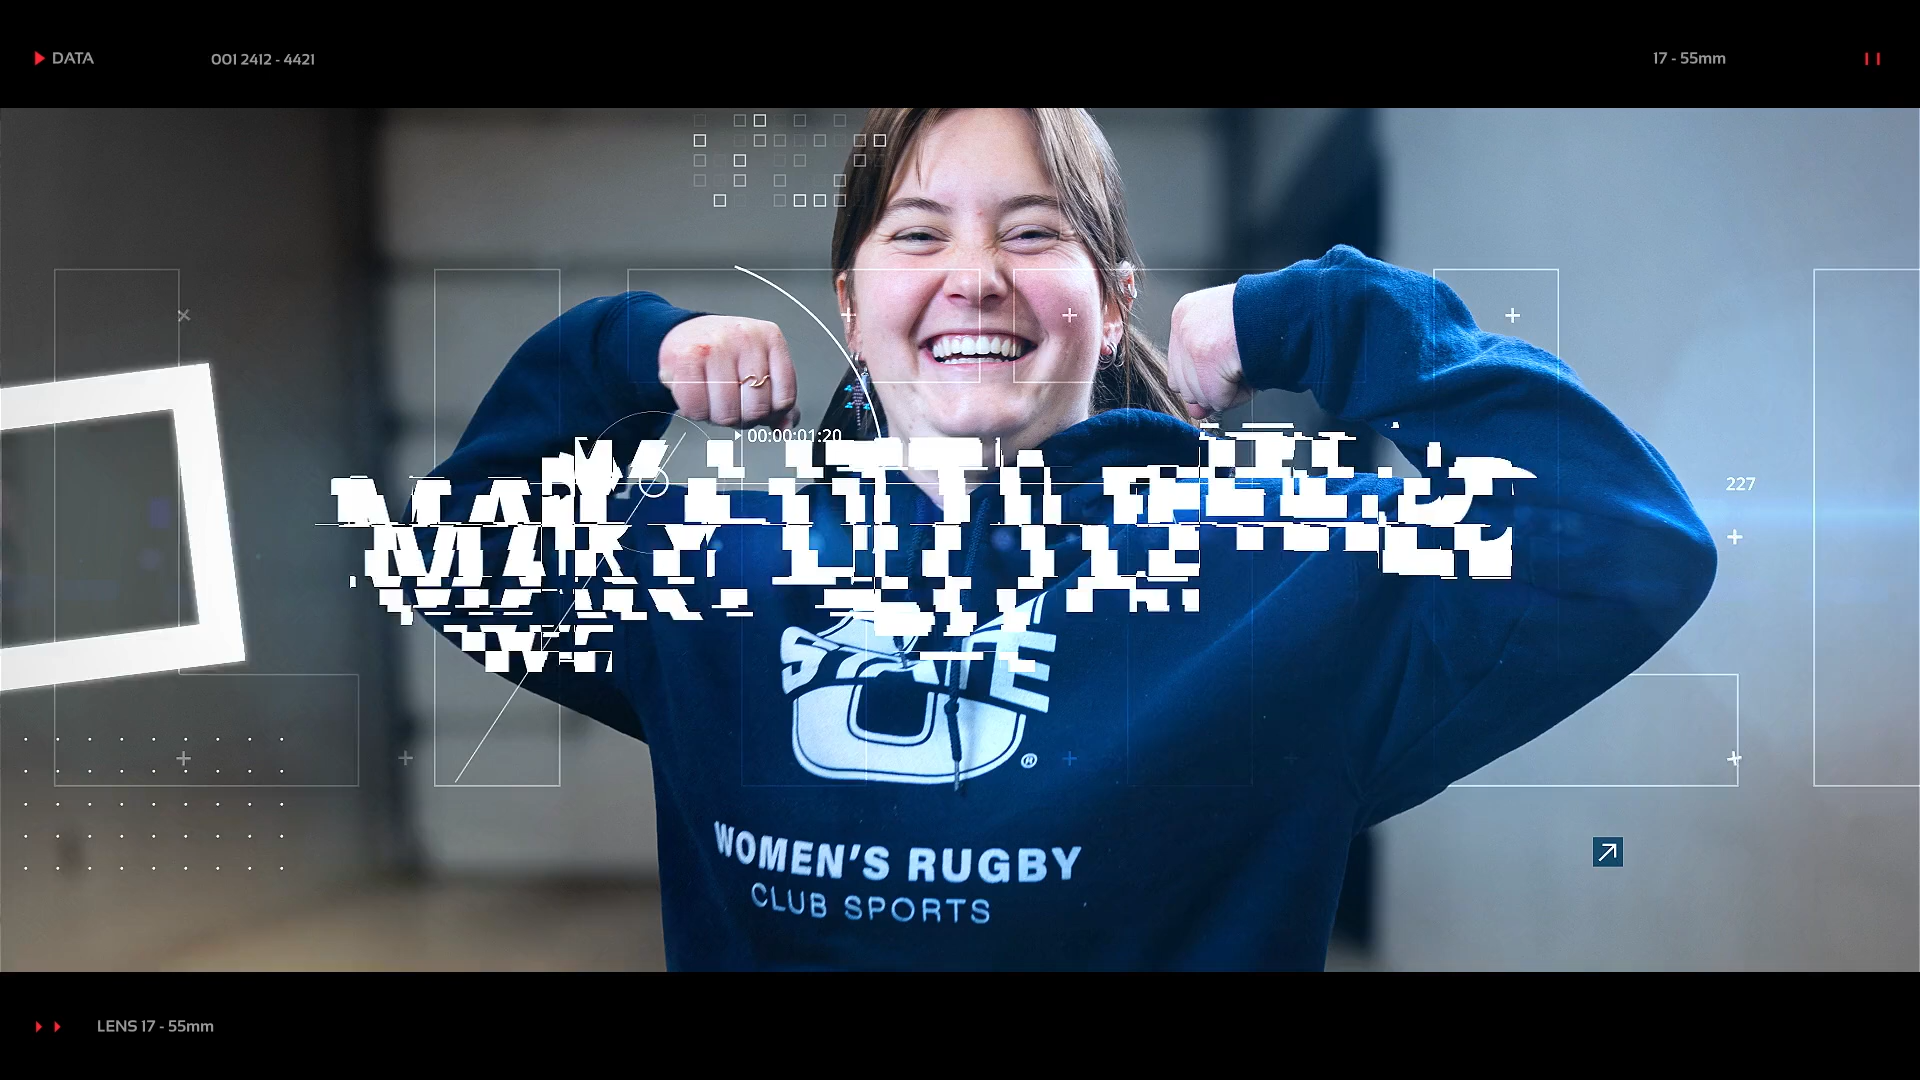 DATA
001 2412 - 4421
17 - 55mm
00:00:01:20
227
STATE
U ®
WOMEN'S RUGBY
CLUB SPORTS
LENS 17 - 55mm